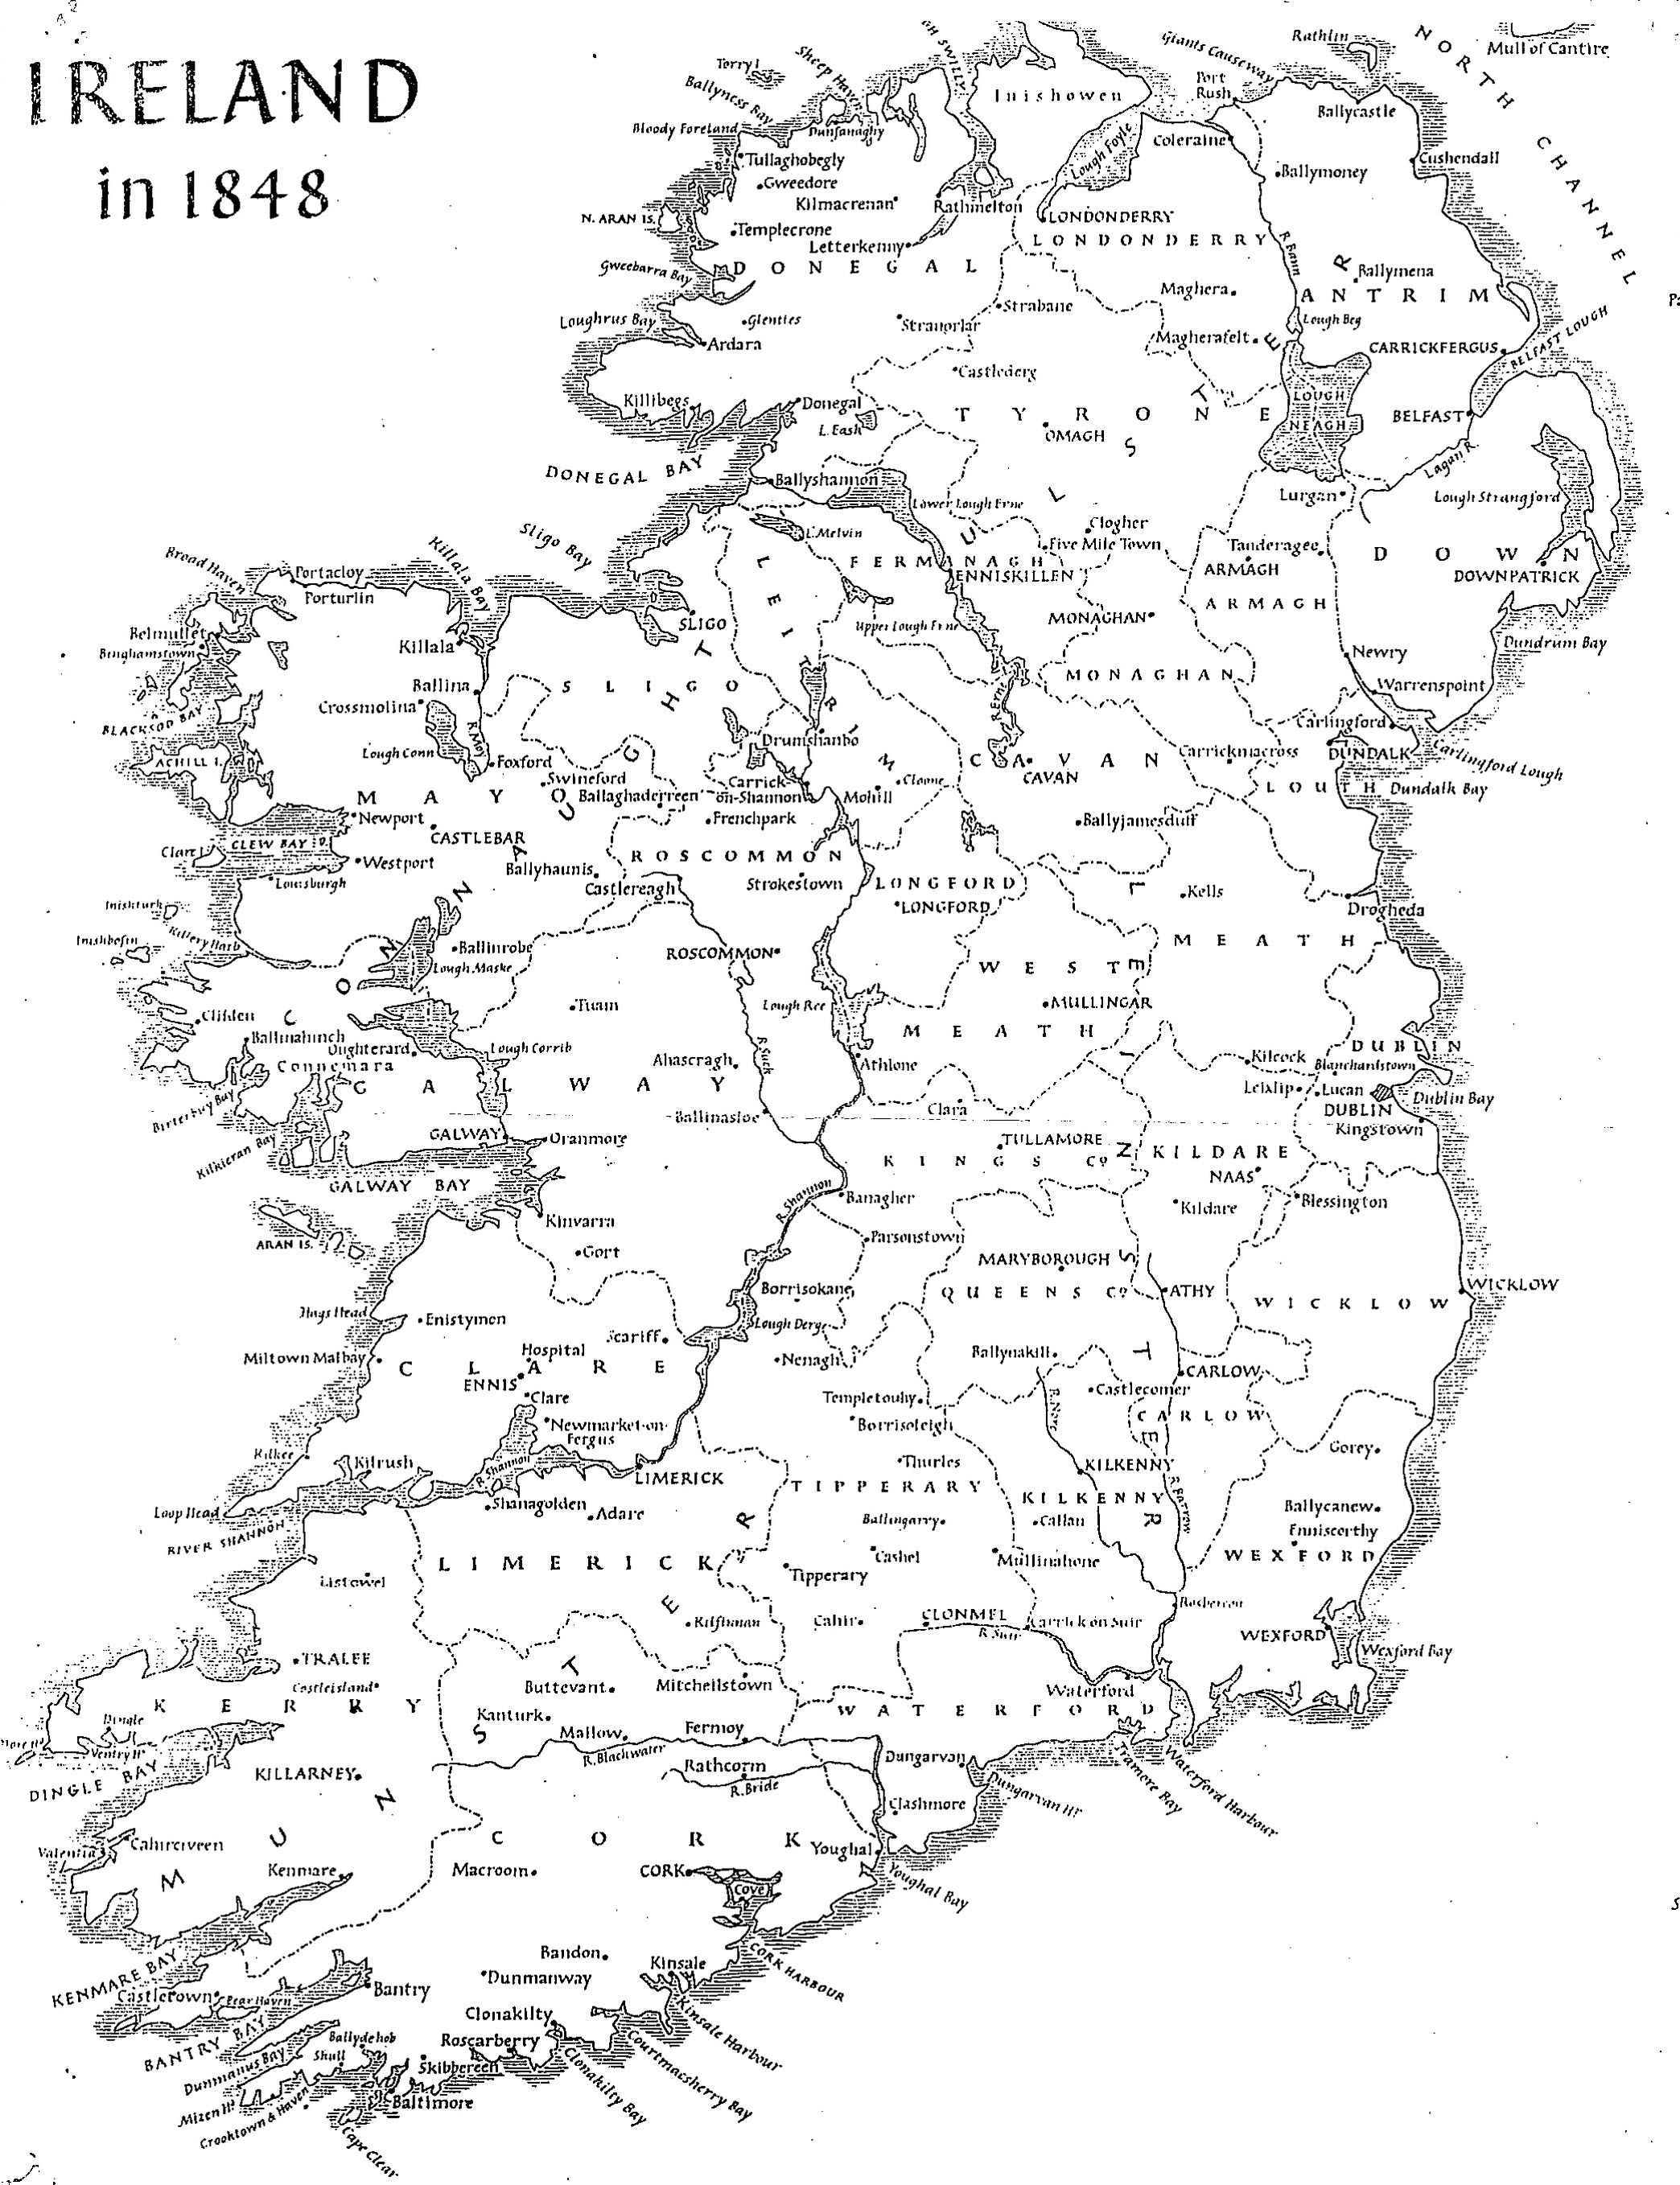 IRELAND
in 1848
Torry I
Sheep Haven
Ballyness Bay
Bloody Foreland
Dunfanaghy
Tullaghobegly
Gweedore
Kilmacrenan
N. ARAN IS.
Templecrone
Letterkenny
Rathmelton
Inishowen
Lough Foyle
Giants Causeway
Port
Rush
Rathlin
Mull of Cantire
NORTH CHANNEL
Ballycastle
Coleraine
Cushendall
Ballymoney
LONDONDERRY
LONDONDERRY
R. Bann
DONEGAL
Gweebarra Bay
Strabane
Maghera
Ballymena
ANTRIM
Loughrus Bay
Glenties
Stranorlar
Lough Beg
Ardara
Magherafelt
CARRICKFERGUS
BELFAST LOUGH
Castlederg
Killibegs
Donegal
L. Eash
TYRONE
OMAGH
LOUGH
NEAGH
BELFAST
Lagan R.
ULSTER
DONEGAL BAY
Ballyshannon
Lower Lough Erne
Lurgan
Lough Strangford
Sligo Bay
L. Melvin
Clogher
Five Mile Town
Tanderagee
DOWN
FERMANAGH
ENNISKILLEN
ARMAGH
DOWNPATRICK
Broad Haven
Portacloy
Porturlin
Killala Bay
ARMAGH
MONAGHAN
Belmullet
Binghamstown
Killala
SLIGO
Upper Lough Erne
Dundrum Bay
Newry
Ballina
SLIGO
MONAGHAN
Warrenspoint
Crossmolina
BLACKSOD BAY
R. Moy
R. Erne
Carlingford
LEITRIM
Drumshanbo
Lough Conn
Foxford
CAVAN
CAVAN
Carrickmacross
DUNDALK
Carlingford Lough
ACHILL I.
Swineford
Carrick
on-Shannon
Cloone
Mohill
LOUTH
Dundalk Bay
MAYO
Ballaghaderreen
Newport
Frenchpark
Ballyjamesduff
CASTLEBAR
Clare I
CLEW BAY
Westport
ROSCOMMON
Ballyhaunis
Louisburgh
Castlereagh
Strokestown
LONGFORD
LONGFORD
Kells
Drogheda
Inishturk
Inishbofin
Killery Harb
Ballinrobe
Lough Maske
ROSCOMMON
MEATH
CONNAUGHT
WEST
MEATH
MULLINGAR
Clifden
Tuam
Lough Ree
Ballinahinch
Oughterard
Lough Corrib
Connemara
Ahascragh
R. Suck
Athlone
Kilcock
DUBLIN
Blanchardstown
GALWAY
Birterbuy Bay
Leixlip
Lucan
Dublin Bay
DUBLIN
Kingstown
Ballinasloe
Clara
Kilkieran Bay
GALWAY
Oranmore
TULLAMORE
KINGS Co
KILDARE
NAAS
GALWAY BAY
R. Shannon
Banagher
Kildare
Blessington
ARAN IS.
Kinvarra
Gort
Parsonstown
MARYBOROUGH
QUEENS Co
ATHY
WICKLOW
WICKLOW
Borrisokane
Hags Head
Enistymon
Scariff
Lough Derg
Miltown Malbay
Hospital
CLARE
ENNIS
Clare
Nenagh
Ballynakill
CARLOW
Castlecomer
CARLOW
LEINSTER
Templetouhy
Borrisoleigh
R. Nore
Newmarket-on-
Fergus
Kilkee
Kilrush
R. Shannon
LIMERICK
Thurles
KILKENNY
Gorey
TIPPERARY
KILKENNY
Loop Head
RIVER SHANNON
Shanagolden
Adare
Ballingarry
Callan
R. Barrow
Ballycanew
Enniscorthy
LIMERICK
Cashel
Mullinahone
WEXFORD
Listowel
Tipperary
Kilfinnan
Cahir
CLONMEL
R. Suir
Carrick on Suir
WEXFORD
Wexford Bay
TRALEE
Castleisland
Buttevant
Mitchelstown
Waterford
KERRY
WATERFORD
Dingle
Ventry Hr
DINGLE BAY
Kanturk
Mallow
Fermoy
R. Blackwater
Rathcorm
R. Bride
Dungarvan
Dungarvan Hr
Tramore Bay
Waterford Harbour
KILLARNEY
Clashmore
MUNSTER
CORK
Youghal
Youghal Bay
Valentia
Cahirciveen
Kenmare
Macroom
CORK
Cove
CORK HARBOUR
KENMARE BAY
Bandon
Dunmanway
Kinsale
Kinsale Harbour
Castletown
Bear Haven
Bantry
BANTRY BAY
Clonakilty
Roscarberry
Courtmacsherry Bay
Clonakilty Bay
Ballydehob
Shull
Skibbereen
Dunmanus Bay
Mizen Hd
Crooktown & Haven
Baltimore
Cape Clear